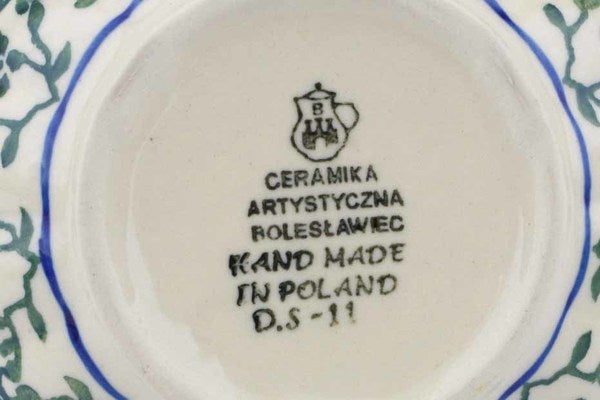 B
CERAMIKA
ARTYSTYCZNA
BOLESŁAWIEC
HAND MADE
IN POLAND
D.S-11